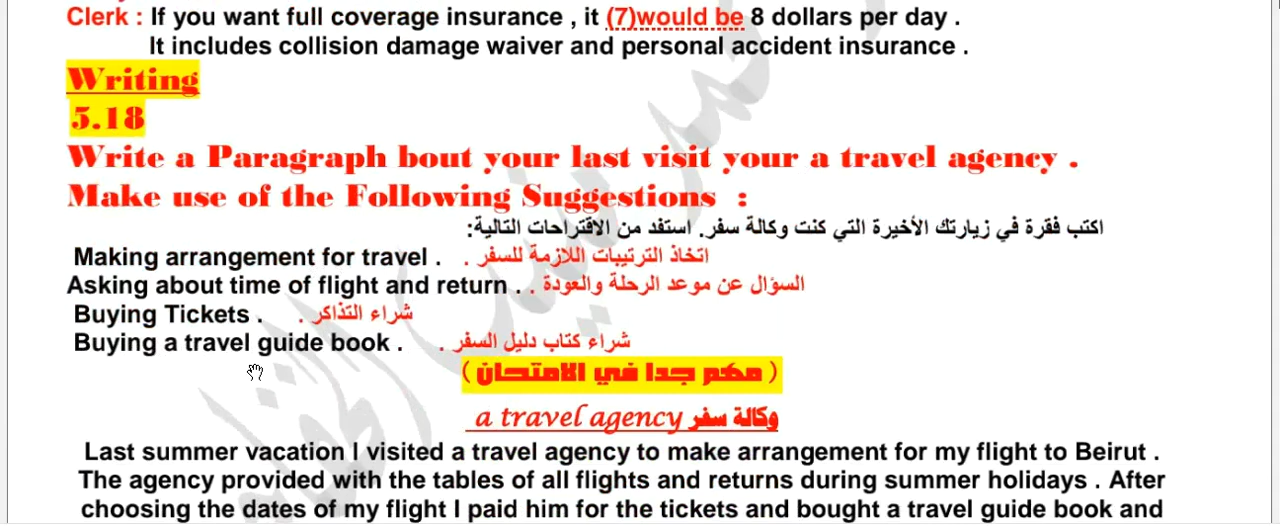 Clerk : If you want full coverage insurance , it (7)would be 8 dollars per day .
It includes collision damage waiver and personal accident insurance .
Writing
5.18
Write a Paragraph bout your last visit your a travel agency .
Make use of the Following Suggestions :
اكتب فقرة في زيارتك الأخيرة التي كنت وكالة سفر. استفد من الاقتراحات التالية:
Making arrangement for travel . اتخاذ الترتيبات اللازمة للسفر .
Asking about time of flight and return . السؤال عن موعد الرحلة والعودة .
Buying Tickets . شراء التذاكر .
Buying a travel guide book . شراء كتاب دليل السفر .
( مهم جدا في الامتحان )
a travel agency وكالة سفر
Last summer vacation I visited a travel agency to make arrangement for my flight to Beirut .
The agency provided with the tables of all flights and returns during summer holidays . After
choosing the dates of my flight I paid him for the tickets and bought a travel guide book and